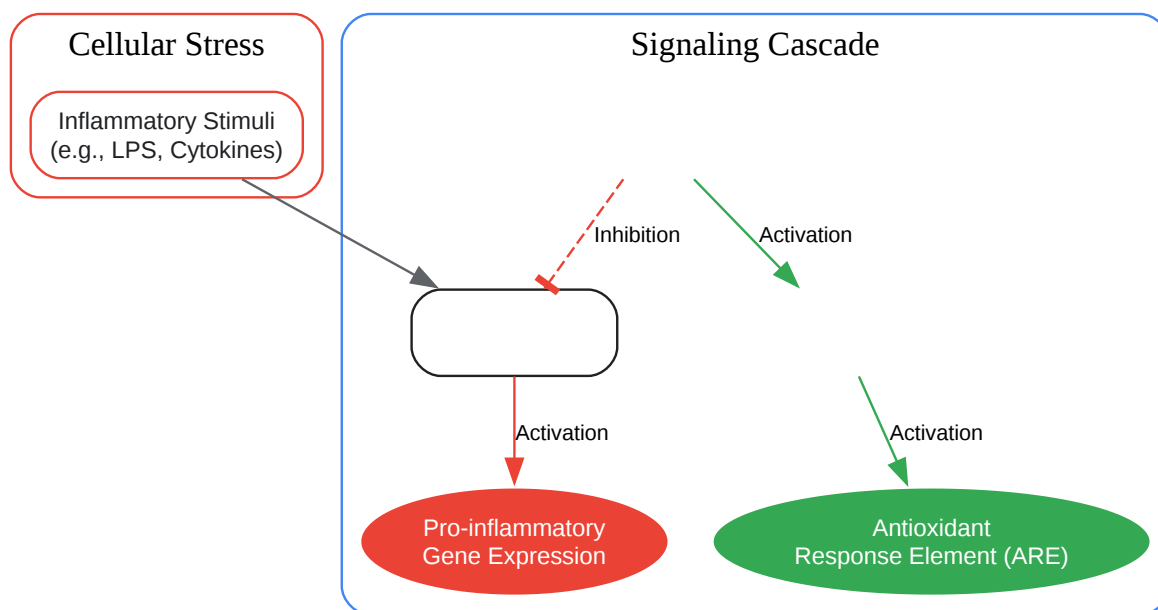 Cellular Stress
Signaling Cascade
Inflammatory Stimuli
(e.g., LPS, Cytokines)
Inhibition
Activation
Activation
Activation
Pro-inflammatory
Gene Expression
Antioxidant
Response Element (ARE)